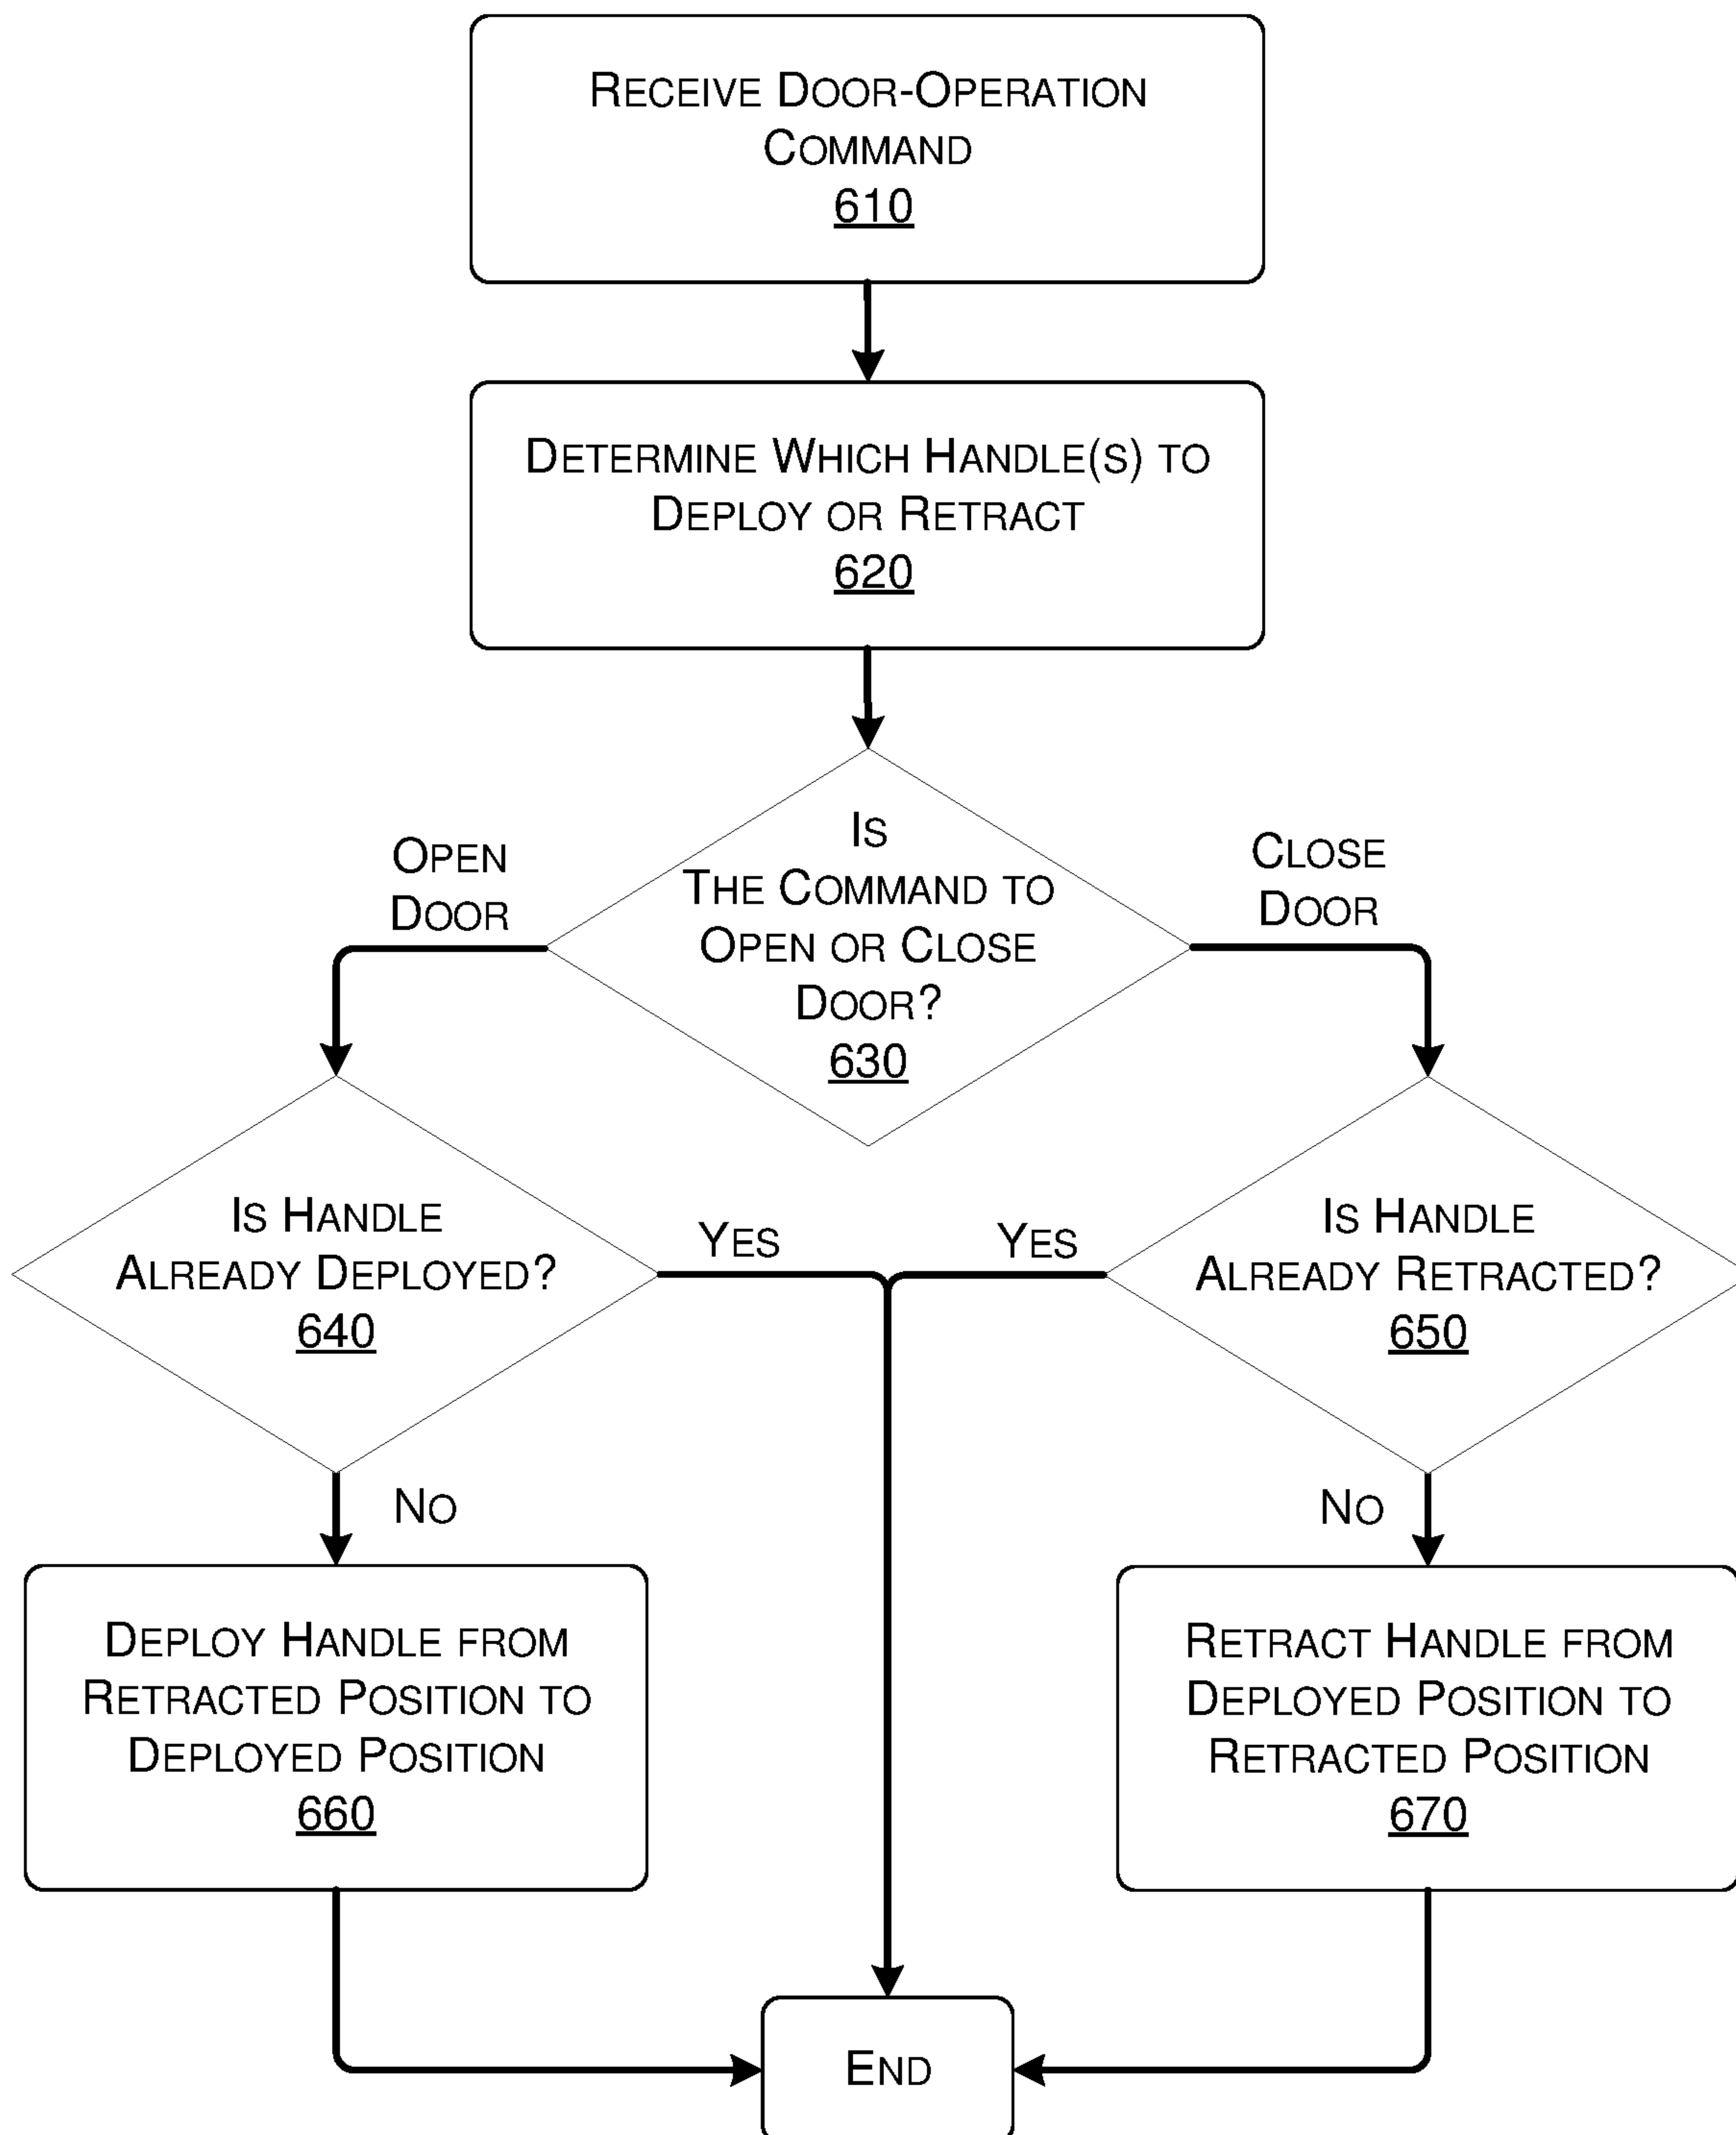 RECEIVE DOOR-OPERATION
COMMAND
610
DETERMINE WHICH HANDLE(S) TO
DEPLOY OR RETRACT
620
IS
THE COMMAND TO
OPEN OR CLOSE
DOOR?
630
OPEN
DOOR
CLOSE
DOOR
IS HANDLE
ALREADY DEPLOYED?
640
YES
YES
IS HANDLE
ALREADY RETRACTED?
650
NO
NO
DEPLOY HANDLE FROM
RETRACTED POSITION TO
DEPLOYED POSITION
660
RETRACT HANDLE FROM
DEPLOYED POSITION TO
RETRACTED POSITION
670
END